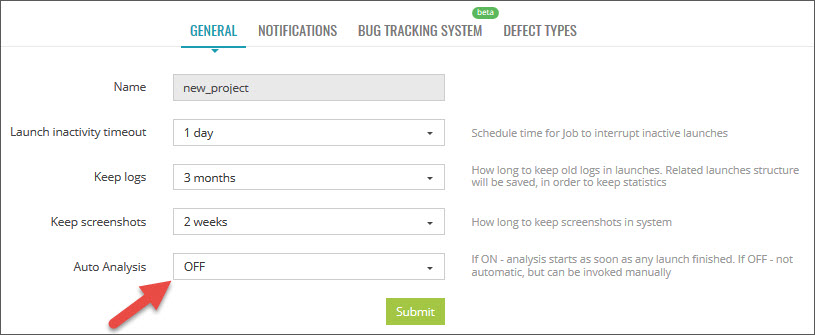 beta
GENERAL NOTIFICATIONS BUG TRACKING SYSTEM DEFECT TYPES
Name new_project
Launch inactivity timeout 1 day Schedule time for Job to interrupt inactive launches
Keep logs 3 months How long to keep old logs in launches. Related launches structure
will be saved, in order to keep statistics
Keep screenshots 2 weeks How long to keep screenshots in system
Auto Analysis OFF If ON - analysis starts as soon as any launch finished. If OFF - not
automatic, but can be invoked manually
Submit